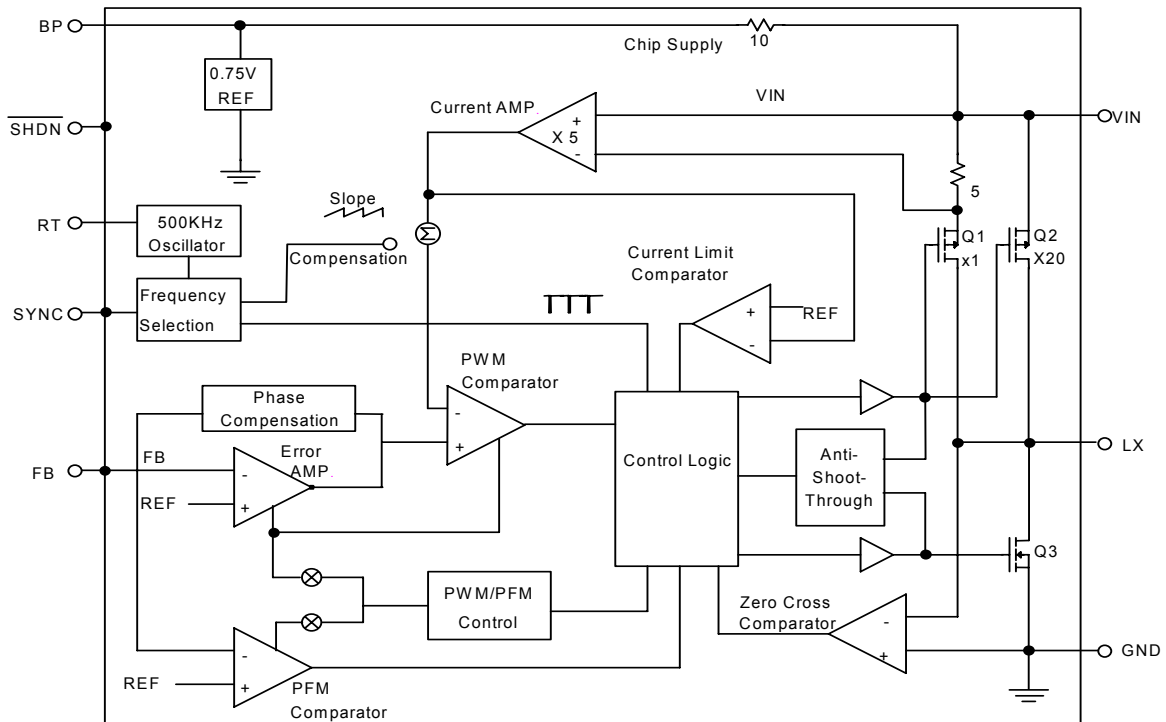 BP
Chip Supply
10
0.75V
REF
Current AMP.
VIN
+
X 5
-
VIN
SHDN
5
Slope
RT
500KHz
Oscillator
Compensation
Σ
Q1
x1
Q2
X20
Current Limit
Comparator
SYNC
Frequency
Selection
+
-
REF
PWM
Comparator
-
+
Phase
Compensation
FB
FB
Error
AMP.
-
+
REF
Control Logic
Anti-
Shoot-
Through
LX
Q3
PWM/PFM
Control
Zero Cross
Comparator
-
+
GND
-
+
REF
PFM
Comparator